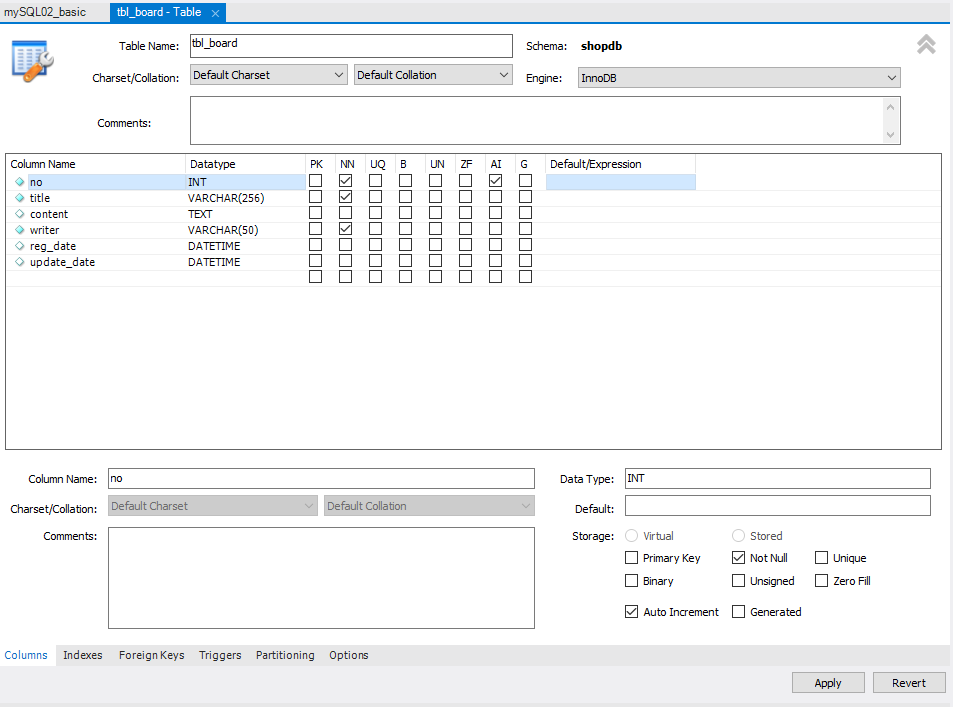 mySQL02_basic tbl_board - Table
Table Name: tbl_board Schema: shopdb
Charset/Collation: Default Charset Default Collation Engine: InnoDB
Comments:
Column Name Datatype PK NN UQ B UN ZF AI G Default/Expression
no INT
title VARCHAR(256)
content TEXT
writer VARCHAR(50)
reg_date DATETIME
update_date DATETIME
Column Name: no Data Type: INT
Charset/Collation: Default Charset Default Collation Default:
Comments: Storage: Virtual Stored
Primary Key Not Null Unique
Binary Unsigned Zero Fill
Auto Increment Generated
Columns Indexes Foreign Keys Triggers Partitioning Options
Apply Revert